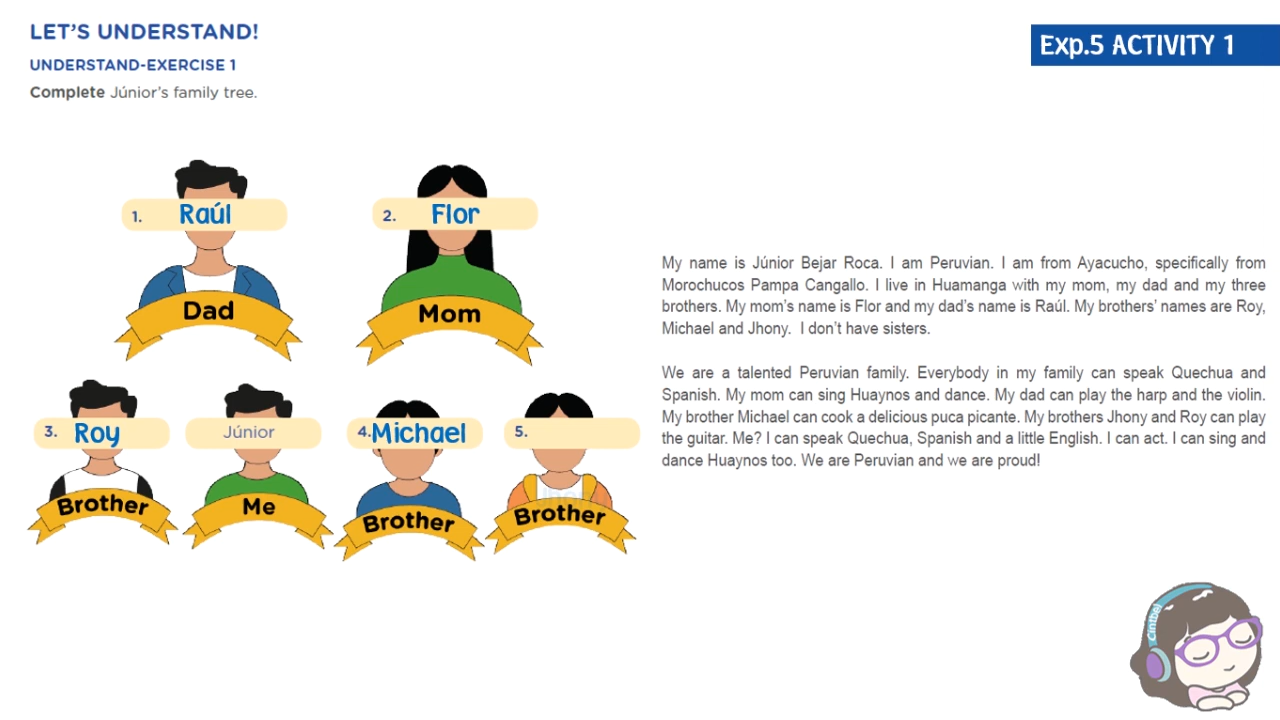 LET'S UNDERSTAND!
Exp.5 ACTIVITY 1
UNDERSTAND-EXERCISE 1
Complete Júnior's family tree.
1. Raúl
2. Flor
Dad
Mom
3. Roy
Júnior
4. Michael
5.
Brother
Me
Brother
Brother
My name is Júnior Bejar Roca. I am Peruvian. I am from Ayacucho, specifically from
Morochucos Pampa Cangallo. I live in Huamanga with my mom, my dad and my three
brothers. My mom's name is Flor and my dad's name is Raúl. My brothers' names are Roy,
Michael and Jhony. I don't have sisters.
We are a talented Peruvian family. Everybody in my family can speak Quechua and
Spanish. My mom can sing Huaynos and dance. My dad can play the harp and the violin.
My brother Michael can cook a delicious puca picante. My brothers Jhony and Roy can play
the guitar. Me? I can speak Quechua, Spanish and a little English. I can act. I can sing and
dance Huaynos too. We are Peruvian and we are proud!
Cintbel